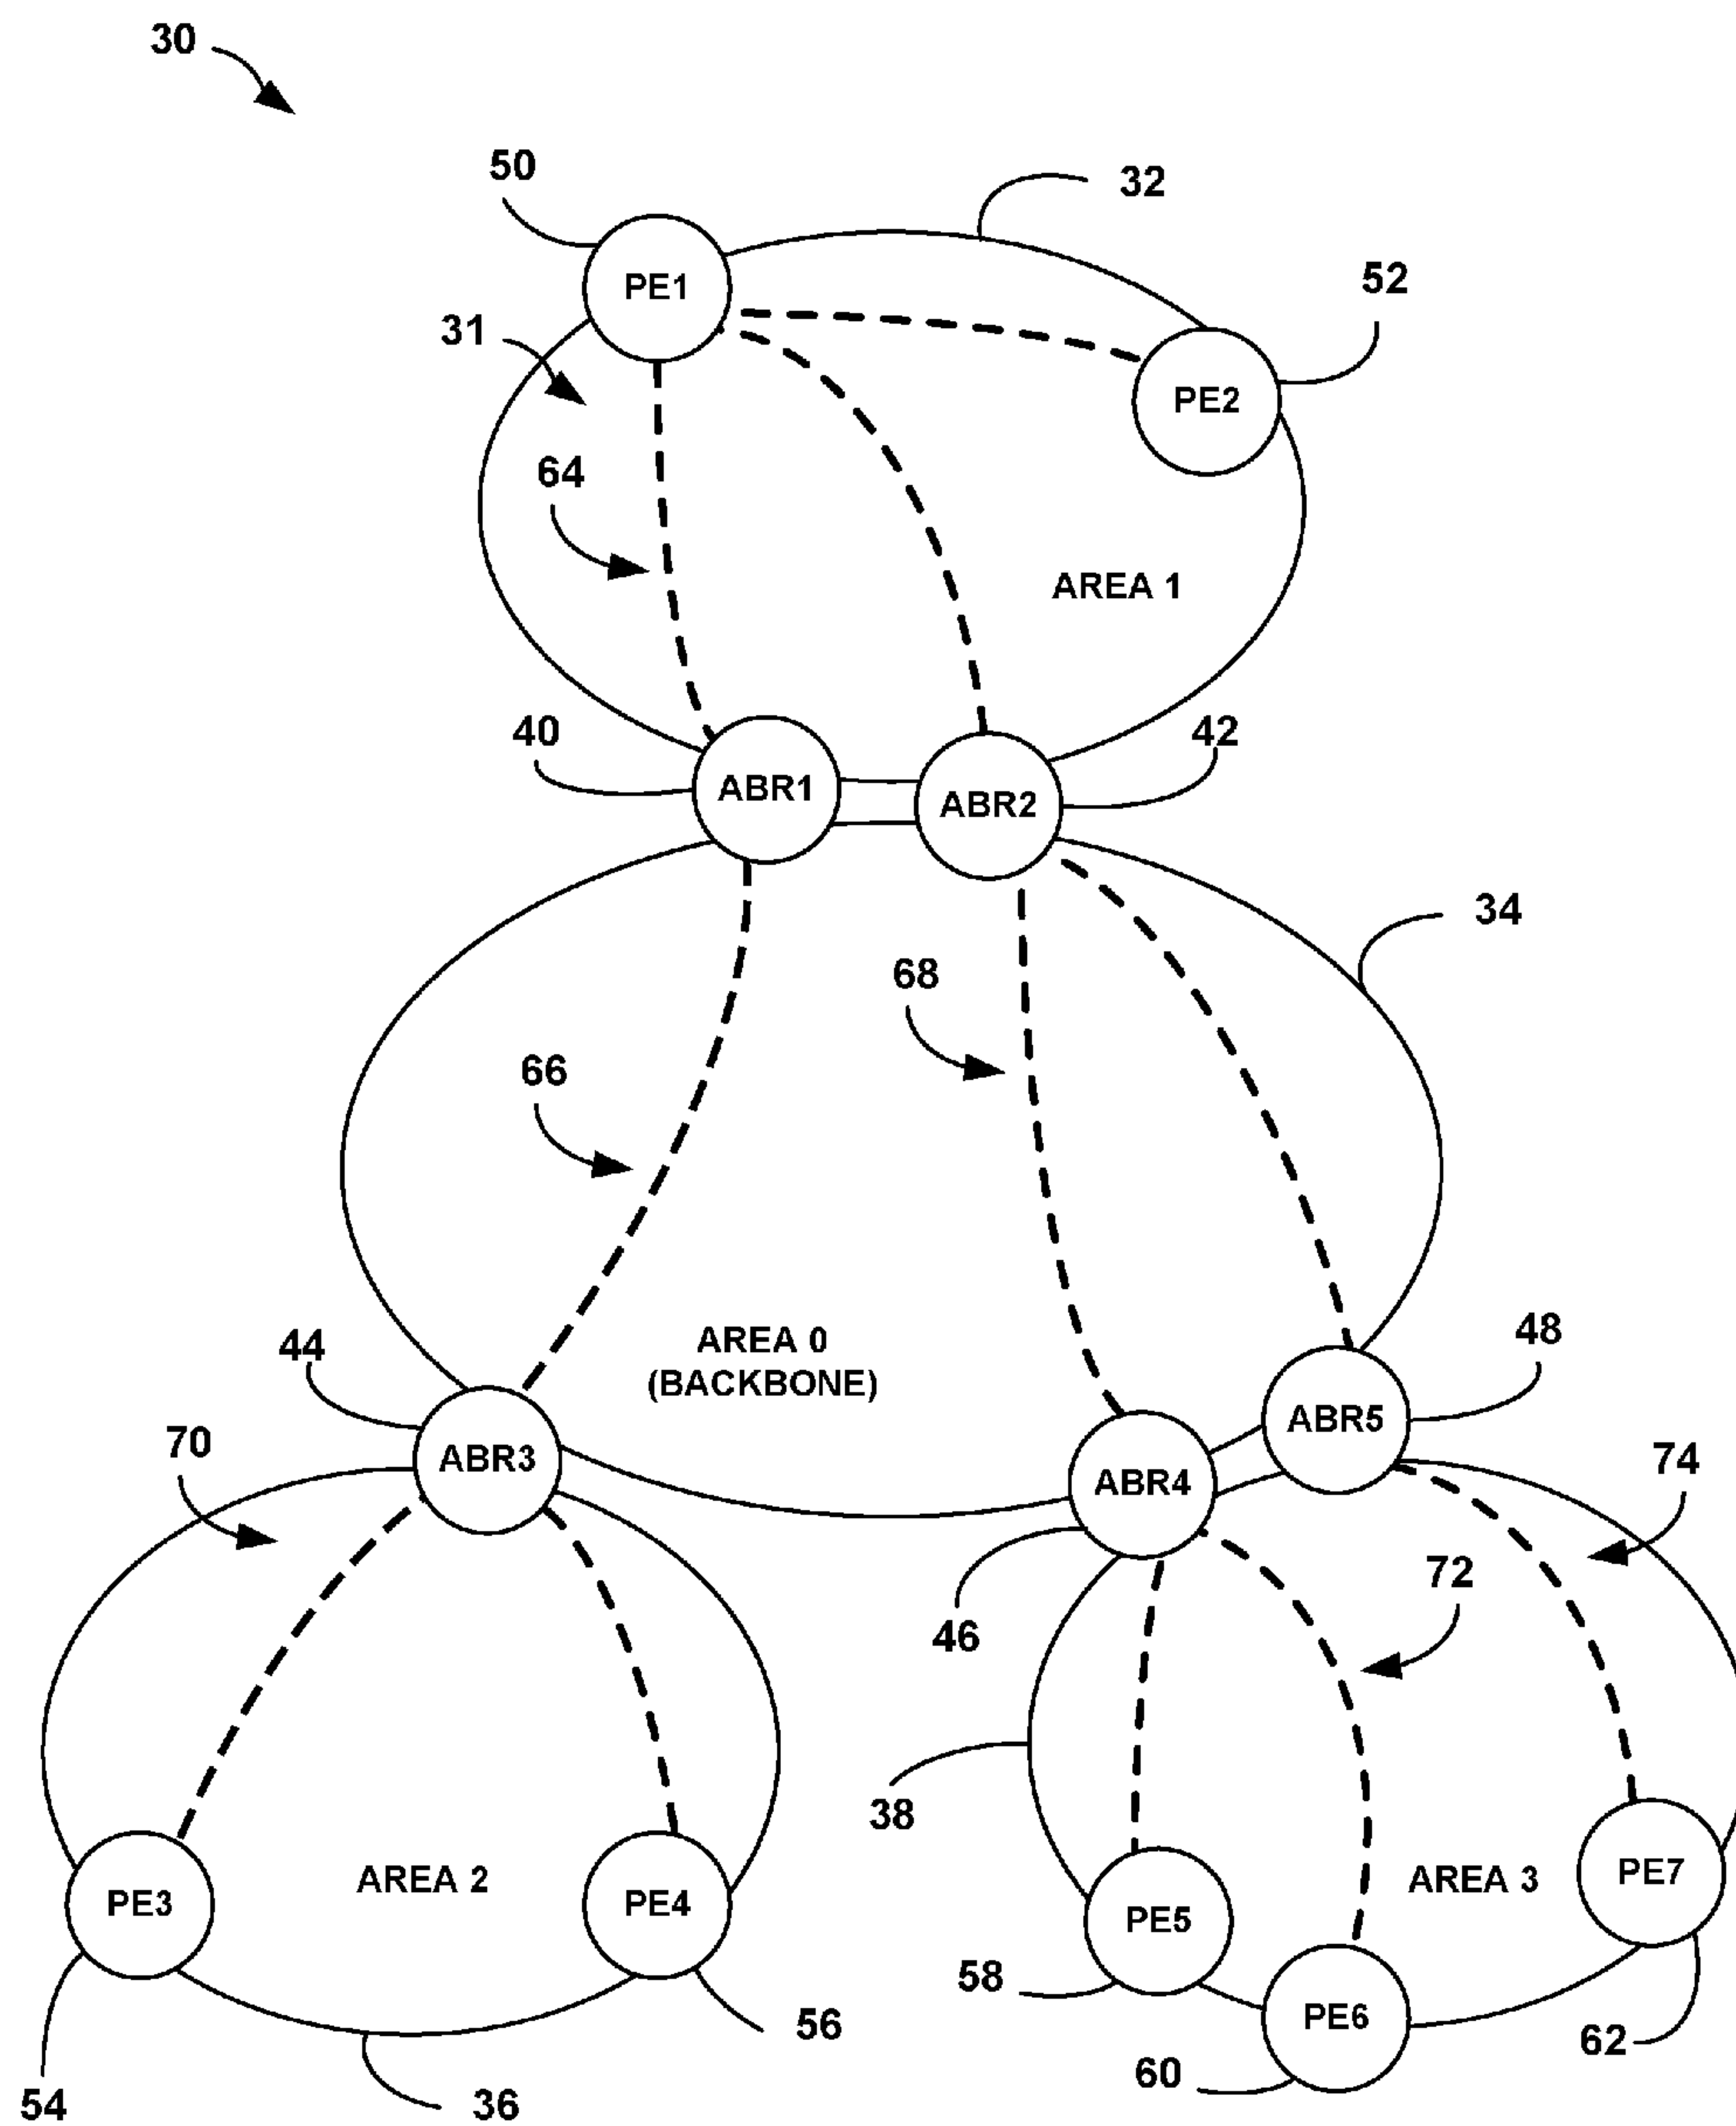 30
50
32
PE1
52
31
PE2
64
AREA 1
40
42
ABR1
ABR2
34
68
66
AREA 0
(BACKBONE)
44
48
ABR5
70
ABR3
74
ABR4
72
46
38
PE7
AREA 2
AREA 3
PE3
PE4
PE5
58
56
PE6
62
60
54
36